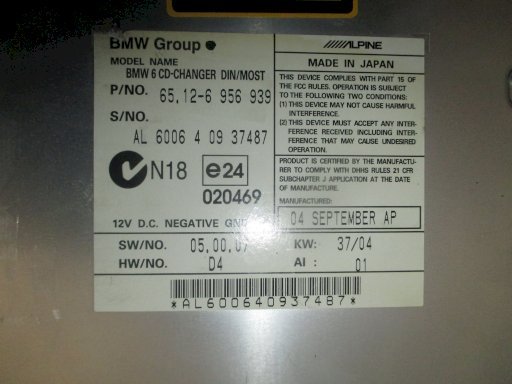 BMW Group
MODEL NAME
BMW 6 CD-CHANGER DIN/MOST
P/NO. 65.12-6 956 939
S/NO.
AL 6006 4 09 37487
N18 e24
020469
12V D.C. NEGATIVE
ALPINE
MADE IN JAPAN
THIS DEVICE COMPLIES WITH PART 15 OF
THE FCC RULES. OPERATION IS SUBJECT
TO THE FOLLOWING TWO CONDITIONS:
(1) THIS DEVICE MAY NOT CAUSE HARMFUL
INTERFERENCE.
(2) THIS DEVICE MUST ACCEPT ANY INTER-
FERENCE RECEIVED INCLUDING INTER-
FERENCE THAT MAY CAUSE UNDESIRED
OPERATION.
PRODUCT IS CERTIFIED BY THE MANUFACTU-
RER TO COMPLY WITH DHHS RULES 21 CFR
SUBCHAPTER J APPLICATION AT THE DATE
OF MANUFACTURE.
MANUFACTURED:
04 SEPTEMBER AP
SW/NO. 05,00,07 KW: 37/04
HW/NO. 04 AI : 01
*AL600640937487*